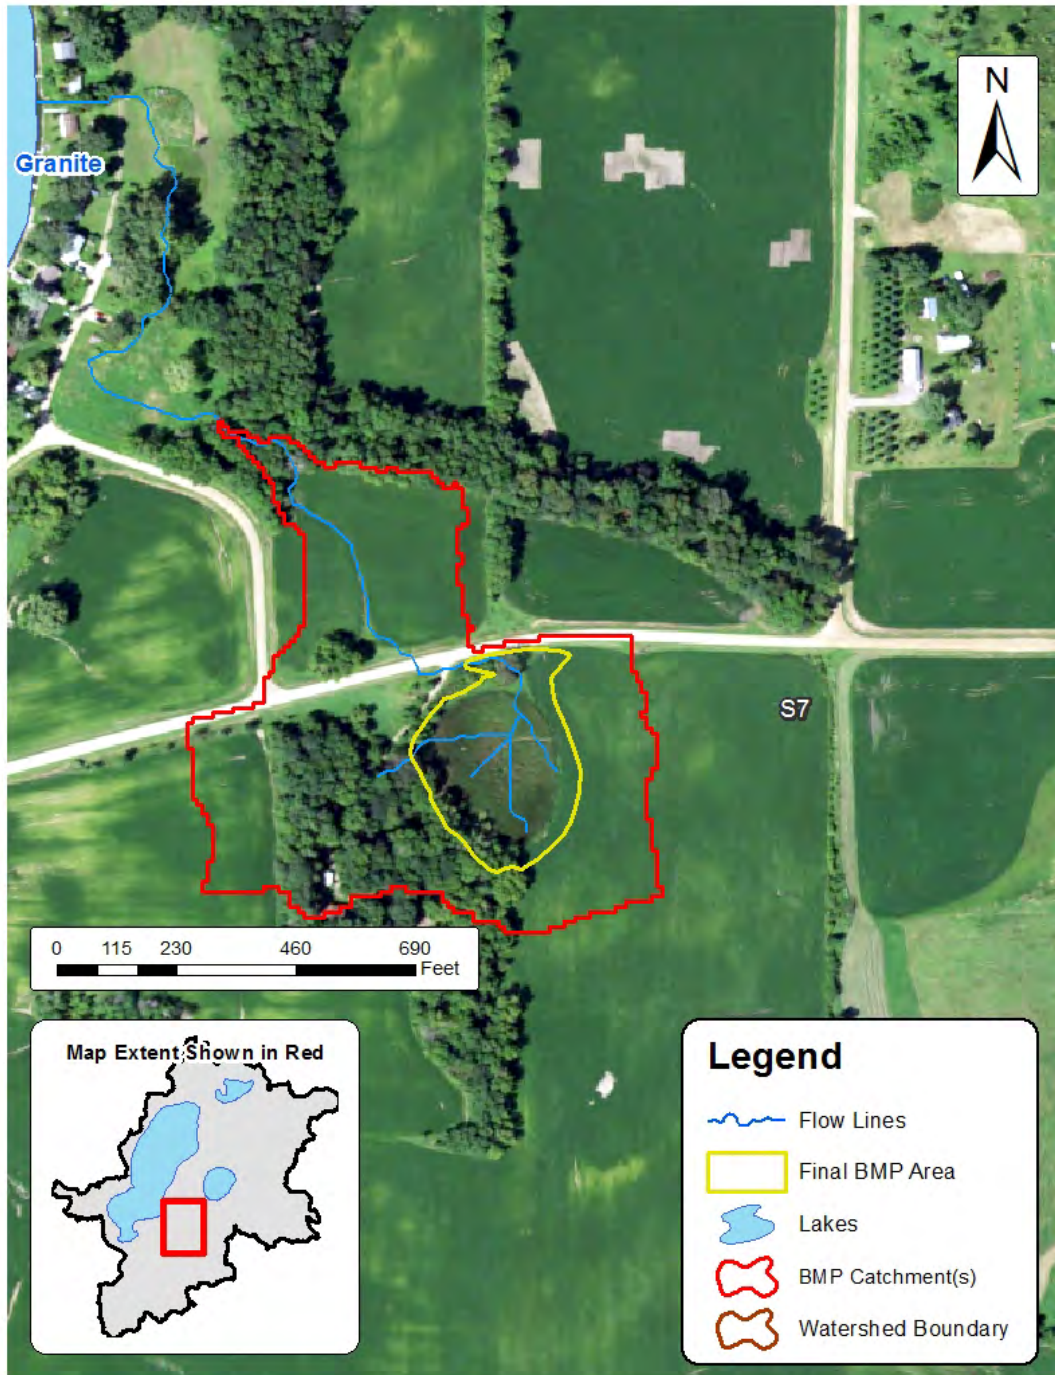 N
Granite
S7
0 115 230 460 690
Feet
Map Extent Shown in Red
Legend
Flow Lines
Final BMP Area
Lakes
BMP Catchment(s)
Watershed Boundary